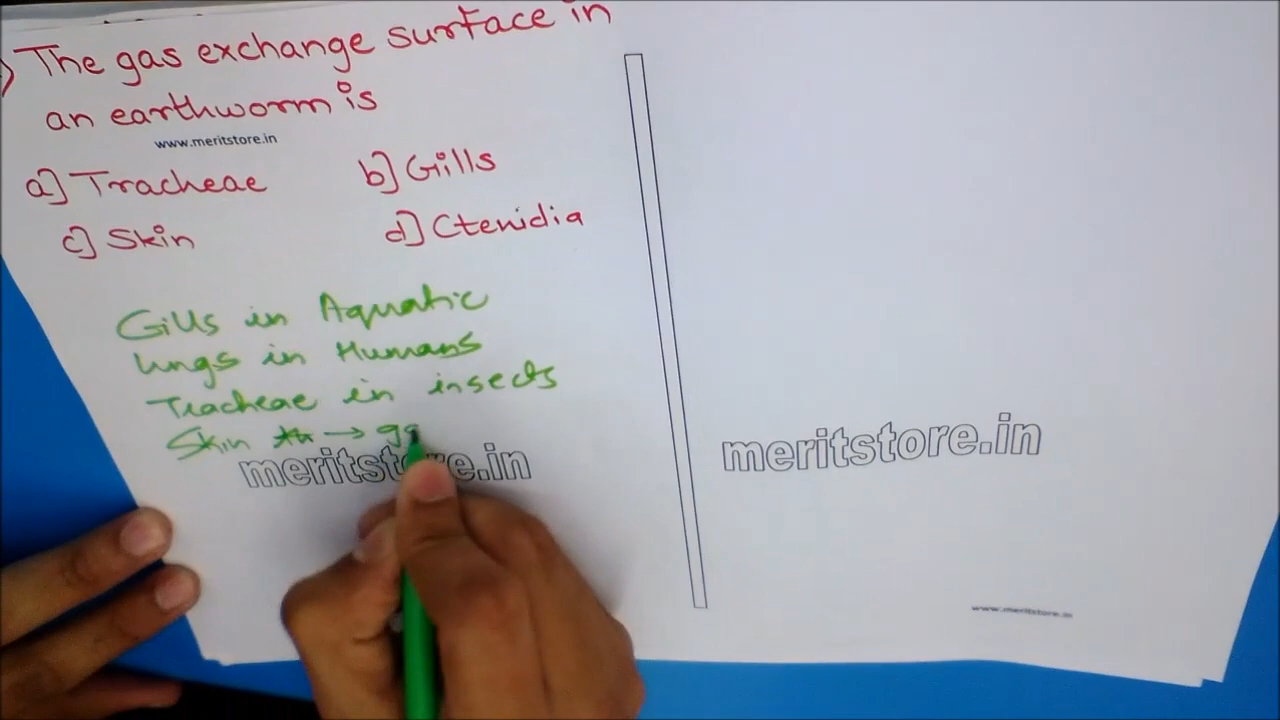 ) The gas exchange surface in
an earthworm is
www.meritstore.in
a] Tracheae b] Gills
c] Skin d] Ctenidia
Gills in Aquatic
lungs in Humans
Tracheae in insects
Skin → ga
meritstore.in
meritstore.in
www.meritstore.in